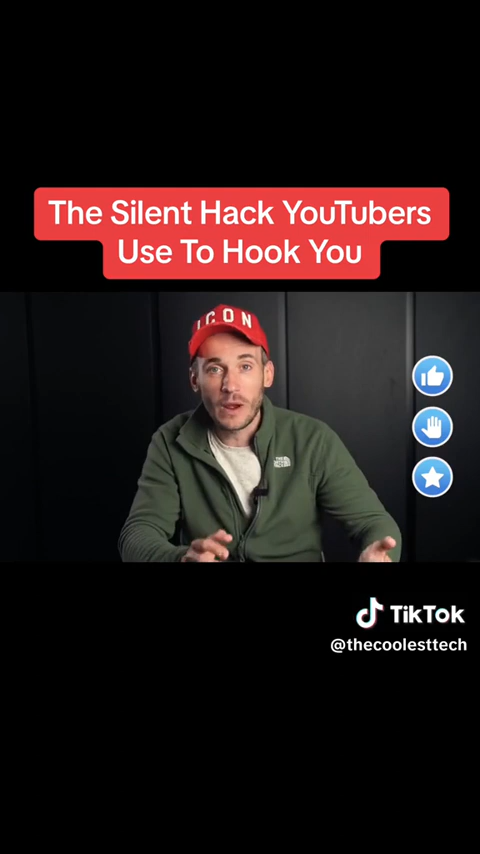 The Silent Hack YouTubers
Use To Hook You
ICON
THE
NORTH
FACE
TikTok
@thecoolesttech